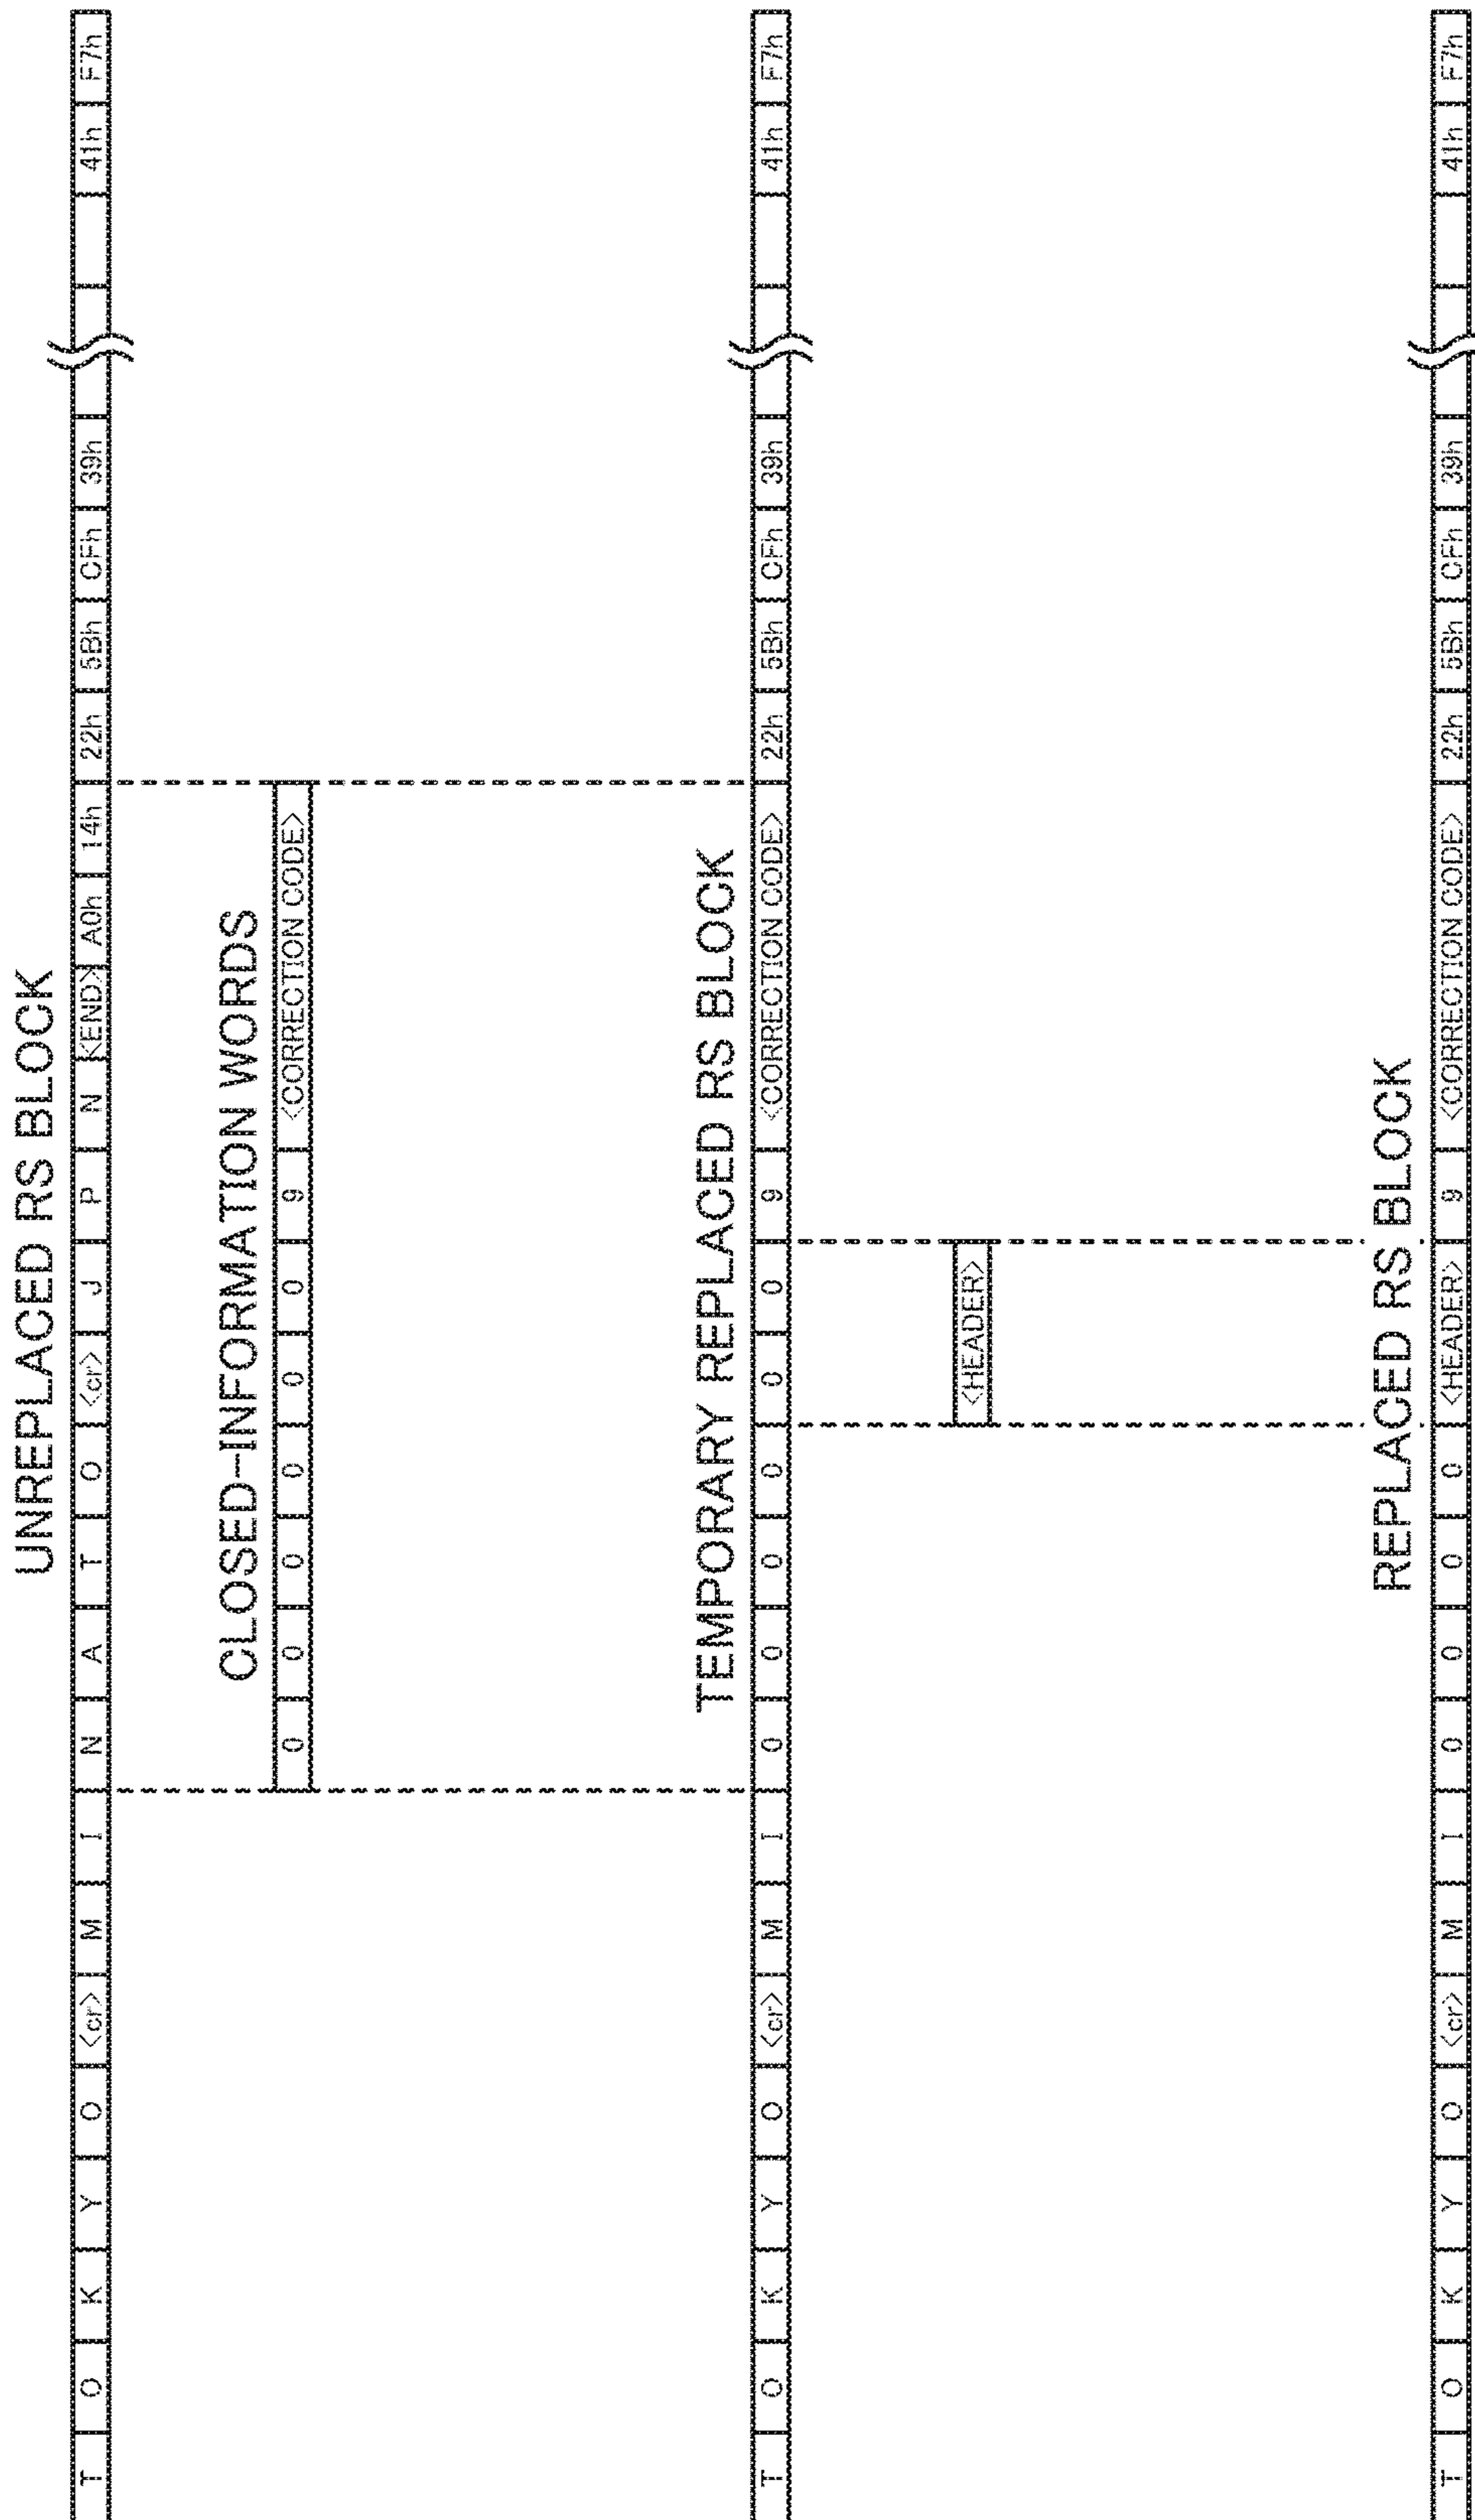 UNREPLACED RS BLOCK
T O K Y O <cr> M I N A T O <cr> J P N <END> A0h 14h 22h 5Bh CFh 39h 41h F7h
CLOSED-INFORMATION WORDS
0 0 0 0 0 0 9 <CORRECTION CODE>
TEMPORARY REPLACED RS BLOCK
T O K Y O <cr> M I 0 0 0 0 0 0 9 <CORRECTION CODE> 22h 5Bh CFh 39h 41h F7h
<HEADER>
REPLACED RS BLOCK
T O K Y O <cr> M I 0 0 0 0 <HEADER> 9 <CORRECTION CODE> 22h 5Bh CFh 39h 41h F7h